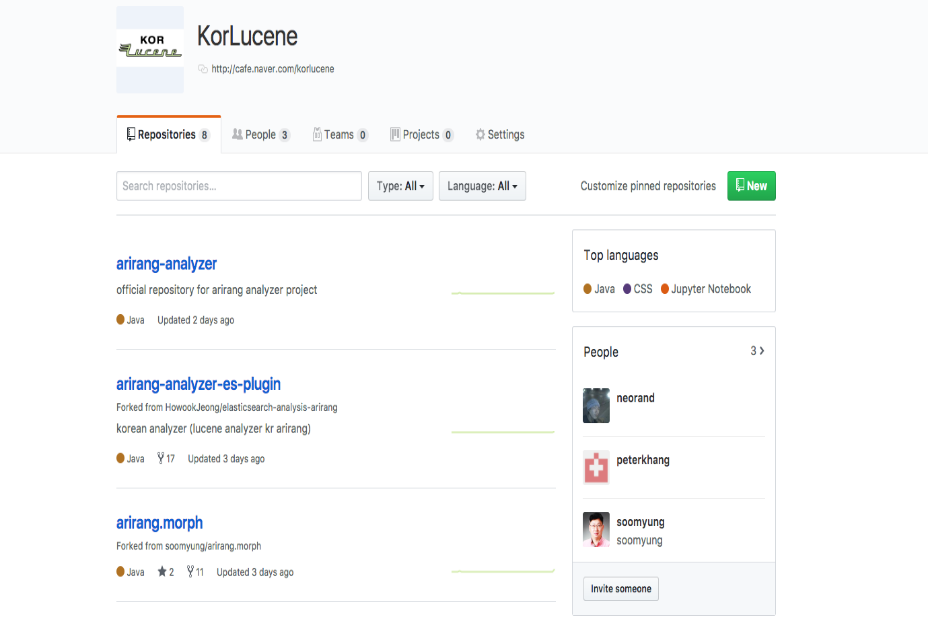 KOR
Lucene
KorLucene
http://cafe.naver.com/korlucene
Repositories 8 People 3 Teams 0 Projects 0 Settings
Search repositories... Type: All Language: All Customize pinned repositories New
arirang-analyzer
official repository for arirang analyzer project
Java Updated 2 days ago
arirang-analyzer-es-plugin
Forked from HowookJeong/elasticsearch-analysis-arirang
korean analyzer (lucene analyzer kr arirang)
Java 17 Updated 3 days ago
arirang.morph
Forked from soomyung/arirang.morph
Java 2 11 Updated 3 days ago
Top languages
Java CSS Jupyter Notebook
People 3
neorand
peterkhang
soomyung
soomyung
Invite someone